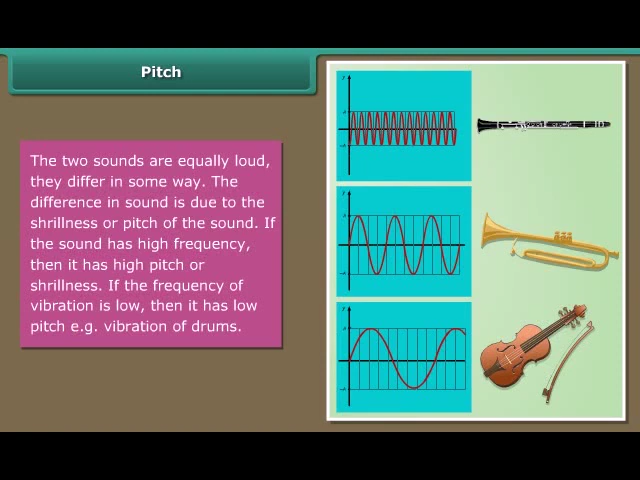 Pitch
The two sounds are equally loud,
they differ in some way. The
difference in sound is due to the
shrillness or pitch of the sound. If
the sound has high frequency,
then it has high pitch or
shrillness. If the frequency of
vibration is low, then it has low
pitch e.g. vibration of drums.